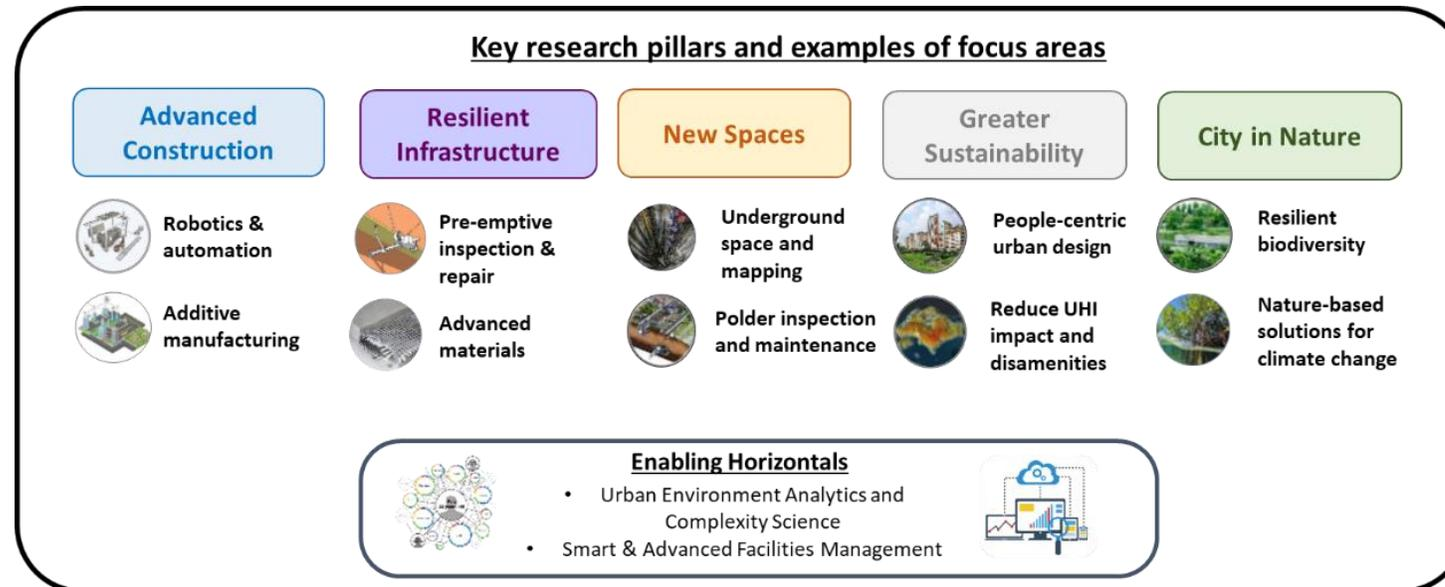 Key research pillars and examples of focus areas
Advanced
Construction
Robotics &
automation
Additive
manufacturing
Resilient
Infrastructure
Pre-emptive
inspection &
repair
Advanced
materials
New Spaces
Underground
space and
mapping
Polder inspection
and maintenance
Greater
Sustainability
People-centric
urban design
Reduce UHI
impact and
disamenities
City in Nature
Resilient
biodiversity
Nature-based
solutions for
climate change
Enabling Horizontals
• Urban Environment Analytics and
Complexity Science
• Smart & Advanced Facilities Management